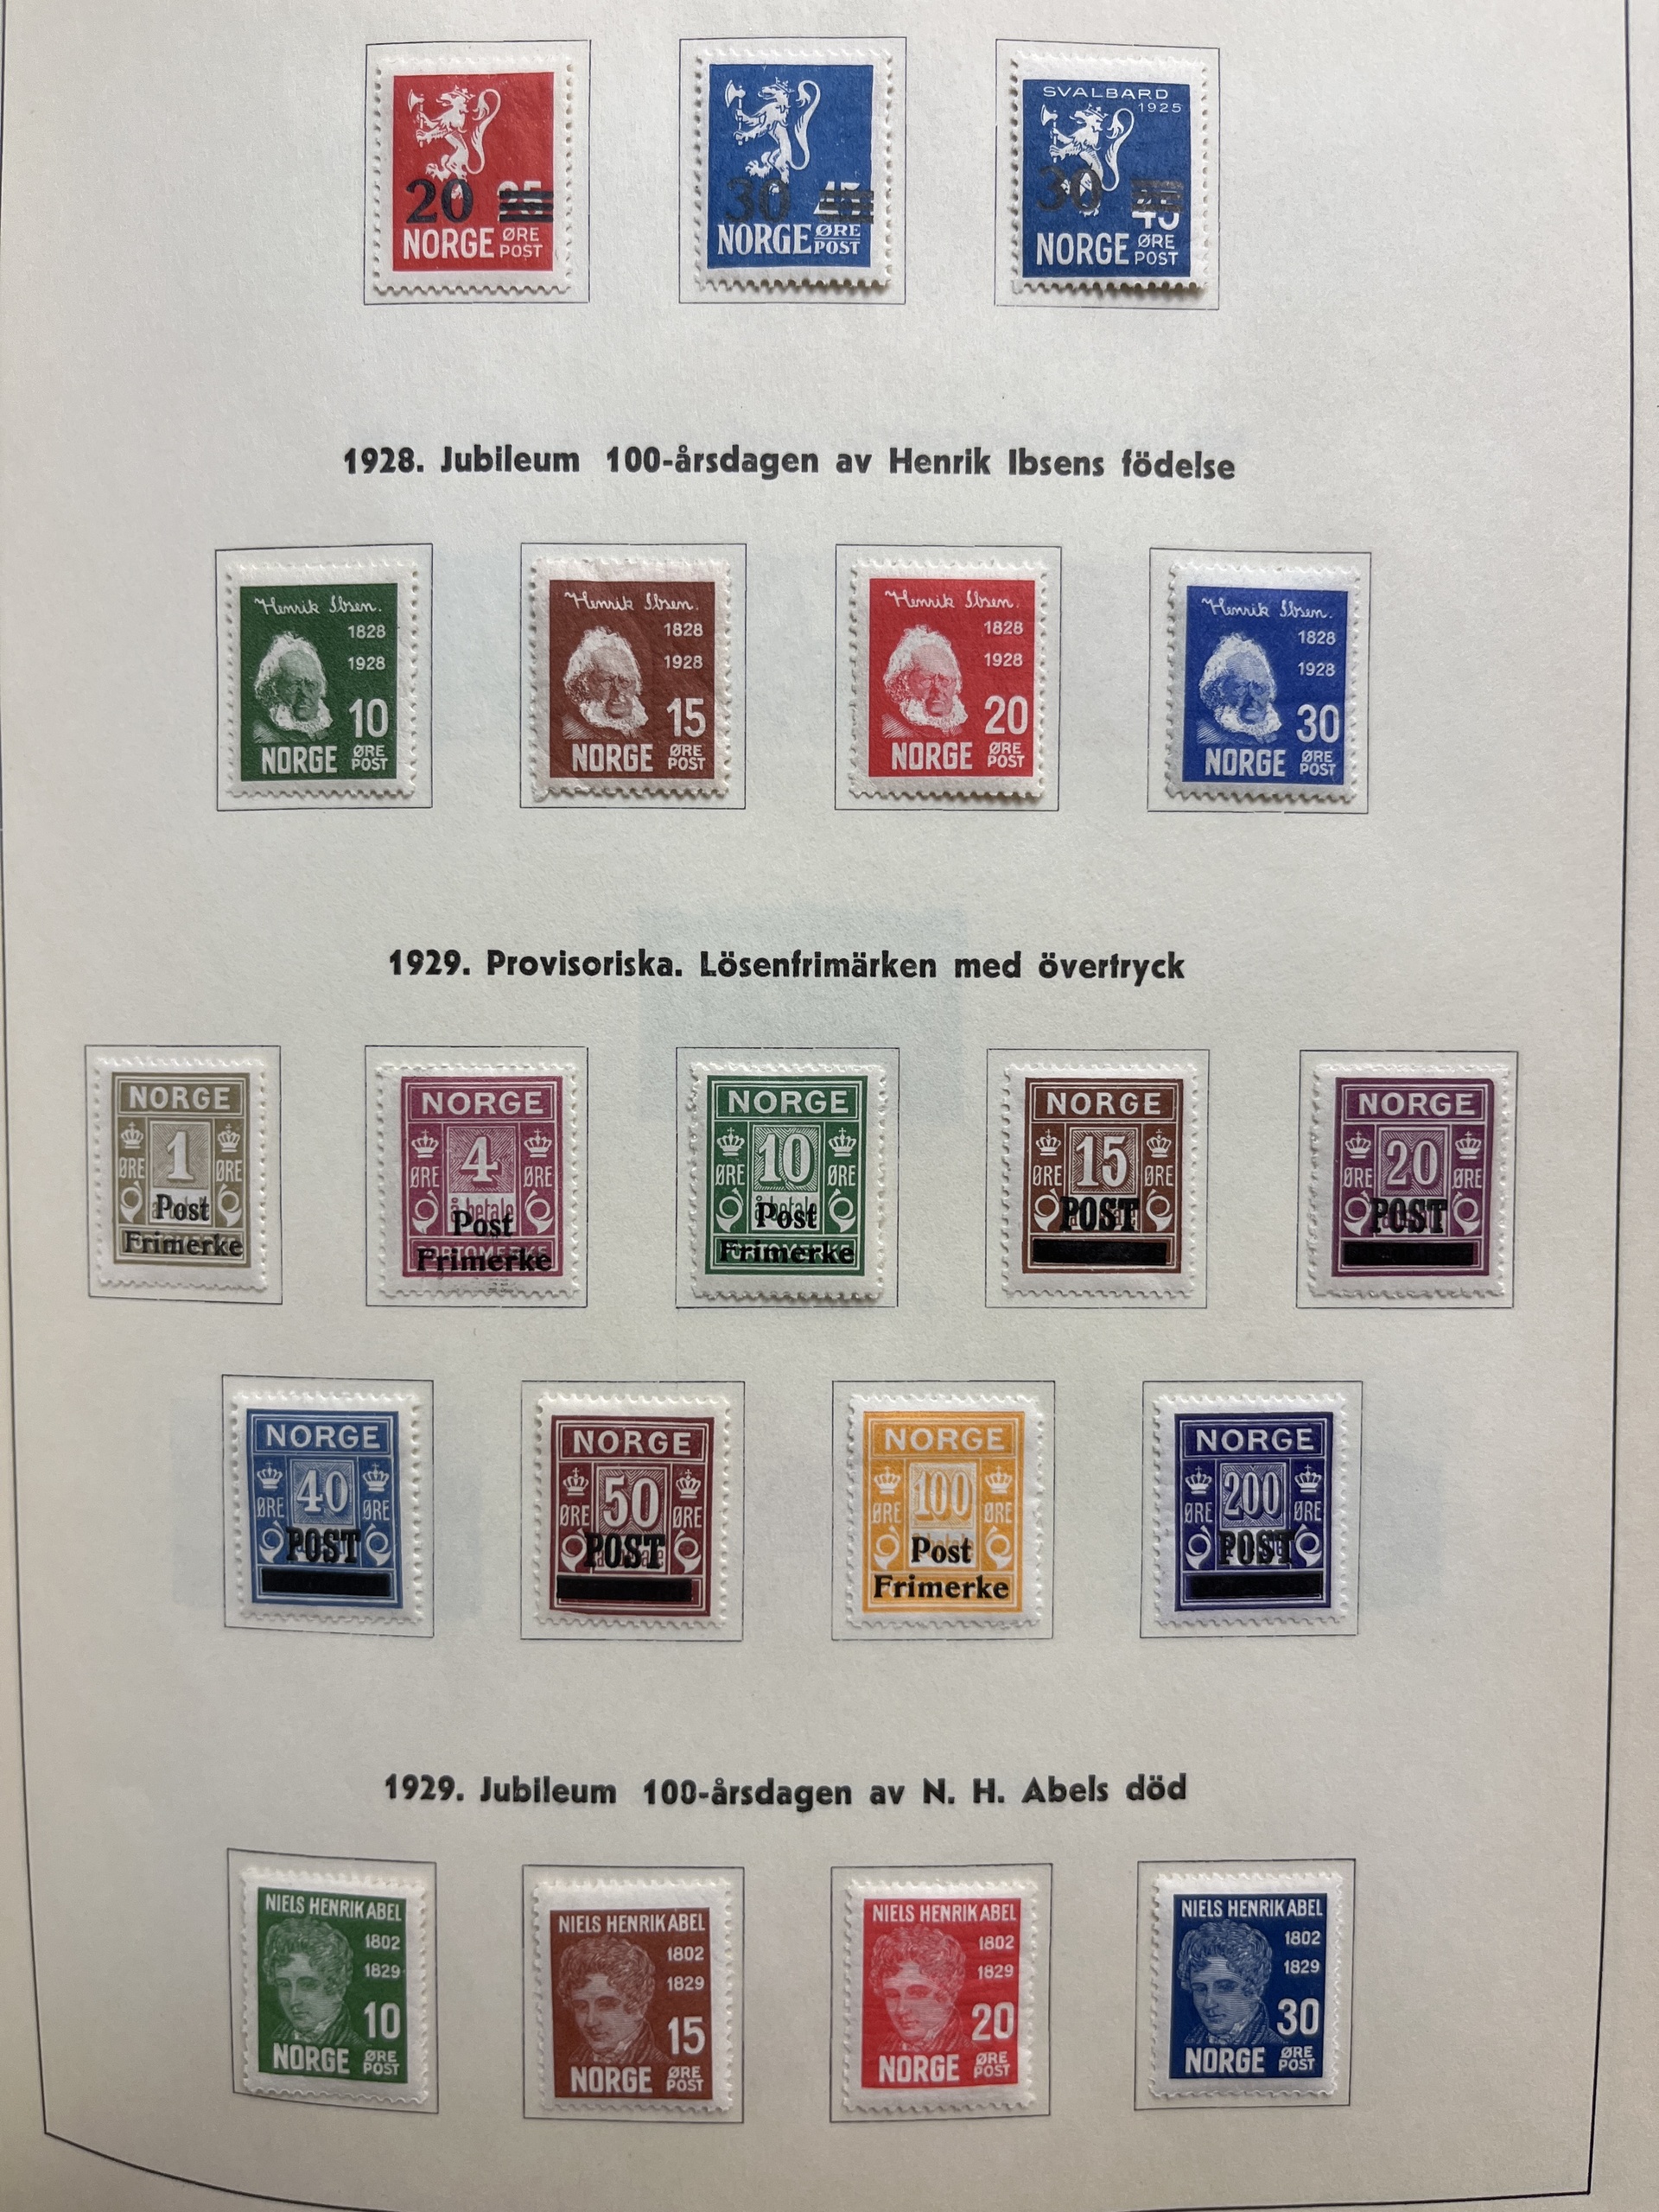 20 25
NORGE ØRE POST
30 45
NORGE ØRE POST
SVALBARD
1925
30 45
NORGE ØRE POST
1928. Jubileum 100-årsdagen av Henrik Ibsens födelse
Henrik Ibsen.
1828
1928
10
NORGE ØRE POST
Henrik Ibsen.
1828
1928
15
NORGE ØRE POST
Henrik Ibsen.
1828
1928
20
NORGE ØRE POST
Henrik Ibsen.
1828
1928
30
NORGE ØRE POST
1929. Provisoriska. Lösenfrimärken med övertryck
NORGE
1
ØRE ØRE
Post
Frimerke
NORGE
4
ØRE ØRE
å betale
Post
PORTOMERKE
Frimerke
NORGE
10
ØRE ØRE
å betale
Post
PORTOMERKE
Frimerke
NORGE
15
ØRE ØRE
POST
NORGE
20
ØRE ØRE
POST
NORGE
40
ØRE ØRE
POST
NORGE
50
ØRE ØRE
POST
NORGE
100
ØRE ØRE
Post
Frimerke
NORGE
200
ØRE ØRE
POST
1929. Jubileum 100-årsdagen av N. H. Abels död
NIELS HENRIK ABEL
1802
1829
10
NORGE ØRE POST
NIELS HENRIK ABEL
1802
1829
15
NORGE ØRE POST
NIELS HENRIK ABEL
1802
1829
20
NORGE ØRE POST
NIELS HENRIK ABEL
1802
1829
30
NORGE ØRE POST